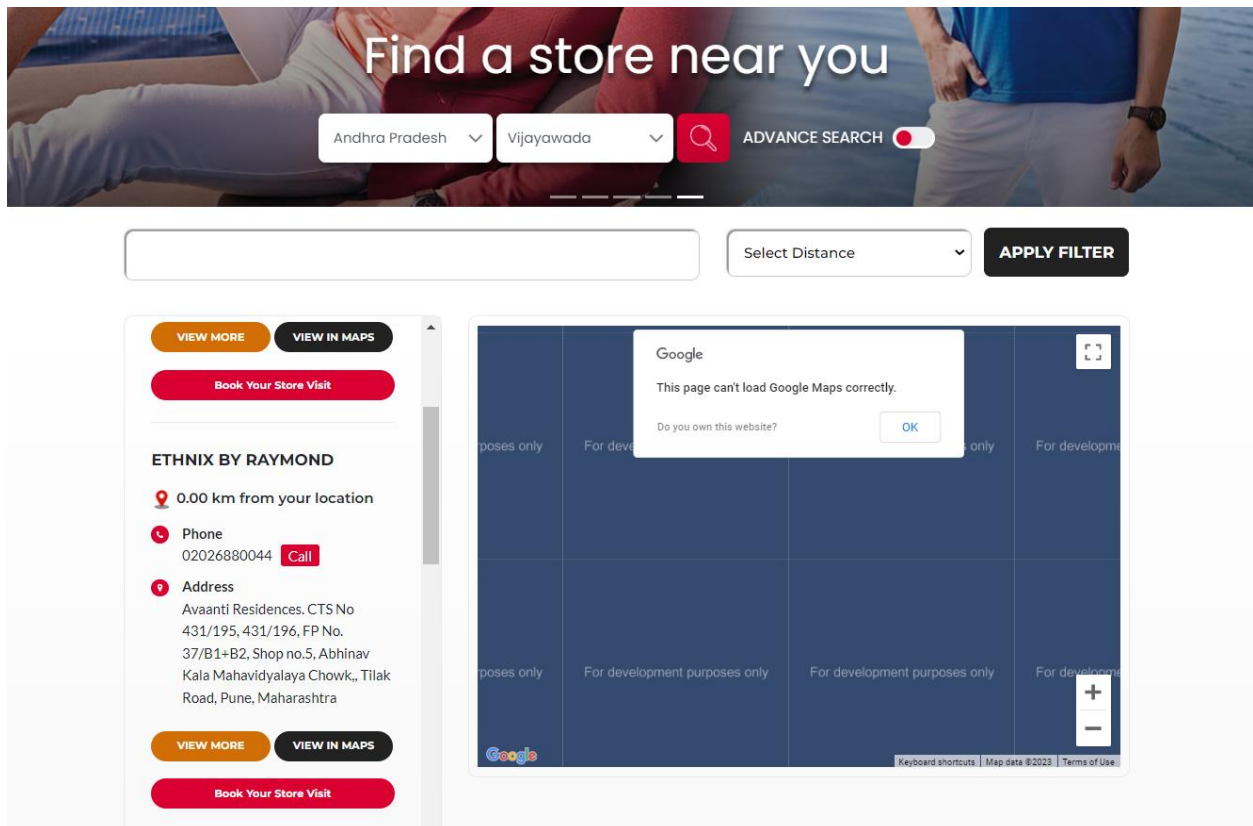 Find a store near you
Andhra Pradesh
Vijayawada
ADVANCE SEARCH
Select Distance
APPLY FILTER
VIEW MORE
VIEW IN MAPS
Book Your Store Visit
ETHNIX BY RAYMOND
0.00 km from your location
Phone
02026880044 Call
Address
Avaanti Residences. CTS No
431/195, 431/196, FP No.
37/B1+B2, Shop no.5, Abhinav
Kala Mahavidyalaya Chowk,, Tilak
Road, Pune, Maharashtra
VIEW MORE
VIEW IN MAPS
Book Your Store Visit
Google
This page can't load Google Maps correctly.
Do you own this website?
OK
rposes only
For deve
s only
For developme
rposes only
For development purposes only
For development purposes only
For developme
Google
Keyboard shortcuts
Map data ©2023
Terms of Use